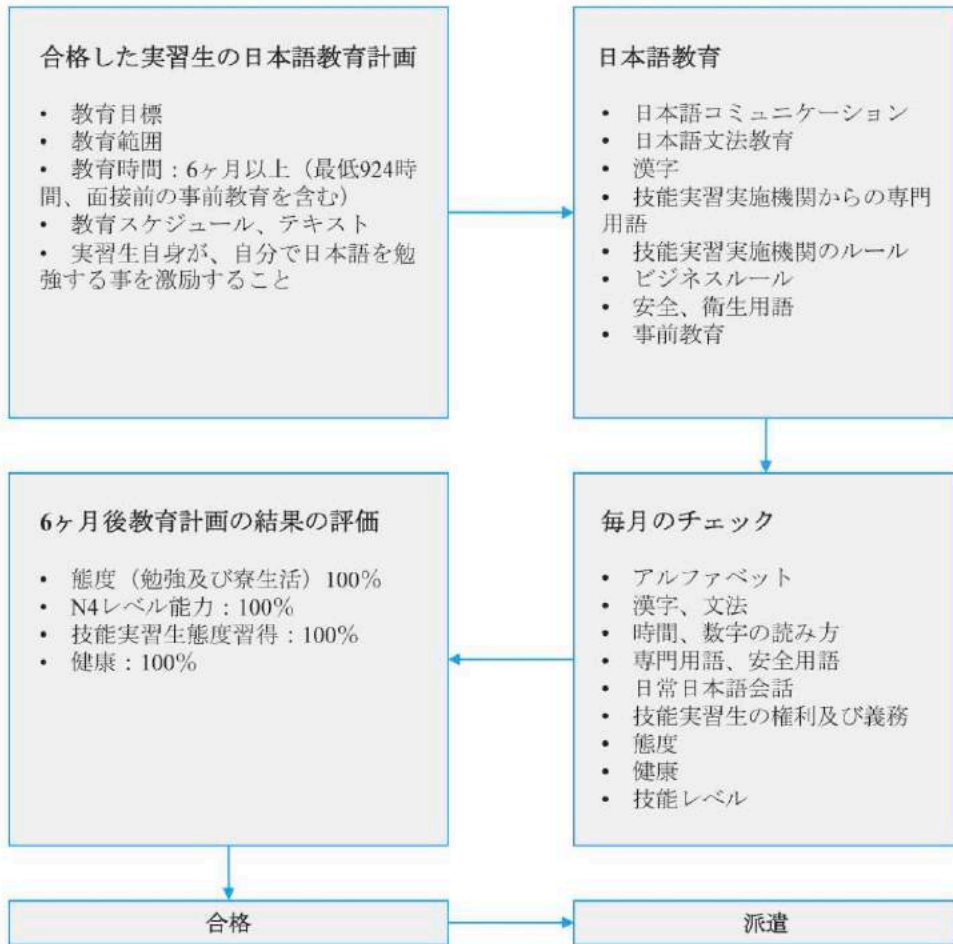 合格した実習生の日本語教育計画
• 教育目標
• 教育範囲
• 教育時間：6ヶ月以上（最低924時
間、面接前の事前教育を含む）
• 教育スケジュール、テキスト
• 実習生自身が、自分で日本語を勉
強する事を激励すること
日本語教育
• 日本語コミュニケーション
• 日本語文法教育
• 漢字
• 技能実習実施機関からの専門
用語
• 技能実習実施機関のルール
• ビジネスルール
• 安全、衛生用語
• 事前教育
毎月のチェック
• アルファベット
• 漢字、文法
• 時間、数字の読み方
• 専門用語、安全用語
• 日常日本語会話
• 技能実習生の権利及び義務
• 態度
• 健康
• 技能レベル
6ヶ月後教育計画の結果の評価
• 態度（勉強及び寮生活）100%
• N4レベル能力：100%
• 技能実習生態度習得：100%
• 健康：100%
合格
派遣